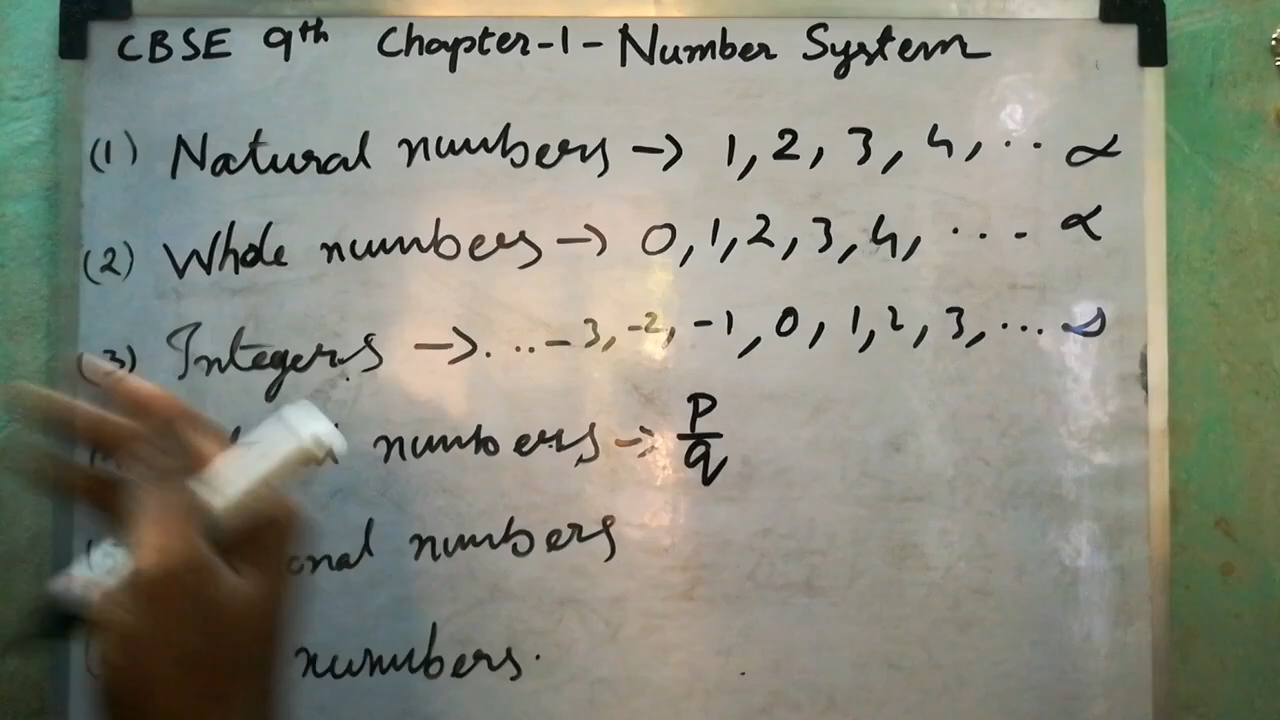 CBSE 9th Chapter-1-Number System
(1) Natural numbers → 1, 2, 3, 4, .. ∝
(2) Whole numbers → 0, 1, 2, 3, 4, .... ∝
(3) Integers → ...-3, -2, -1, 0, 1, 2, 3, ...
numbers → p/q
onal numbers
numbers.